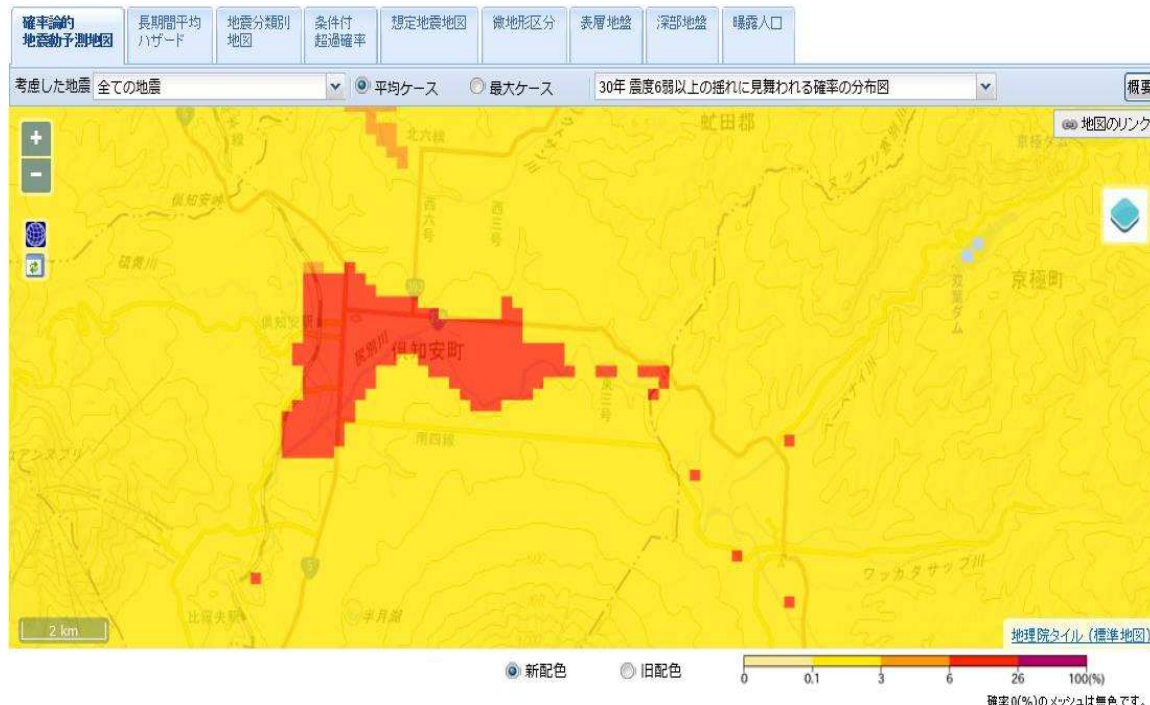 確率論的
地震動予測地図
長期間平均
ハザード
地震分類別
地図
条件付
超過確率
想定地震地図
微地形区分
表層地盤
深部地盤
曝露人口
考慮した地震 全ての地震
平均ケース
最大ケース
30年 震度6弱以上の揺れに見舞われる確率の分布図
概要
+
−
地図のリンク
北六線
虻田郡
倶知安峠
西六号
西三号
硫黄川
双葉ダム
京極町
倶知安駅
倶知安町
尻別川
東三号
南四線
ワッカタサップ川
5
比羅夫駅
半月湖
2 km
地理院タイル (標準地図)
新配色
旧配色
0 0.1 3 6 26 100(%)
確率0(%)のメッシュは無色です。